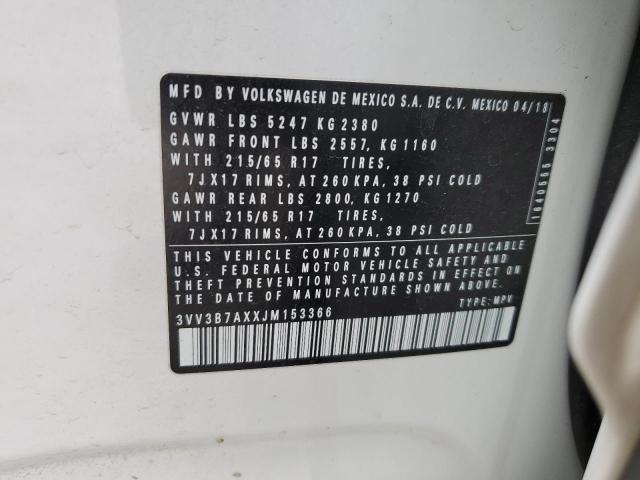 MFD BY VOLKSWAGEN DE MEXICO S.A. DE C.V. MEXICO 04/18
GVWR LBS 5247 KG 2380
GAWR FRONT LBS 2557, KG 1160
WITH 215/65 R17 TIRES,
7JX17 RIMS, AT 260 KPA, 38 PSI COLD
GAWR REAR LBS 2800, KG 1270
WITH 215/65 R17 TIRES,
7JX17 RIMS, AT 260 KPA, 38 PSI COLD
THIS VEHICLE CONFORMS TO ALL APPLICABLE
U.S. FEDERAL MOTOR VEHICLE SAFETY AND
THEFT PREVENTION STANDARDS IN EFFECT ON
THE DATE OF MANUFACTURE SHOWN ABOVE.
3VV3B7AXXJM153366 TYPE: MPV
1640665 3304